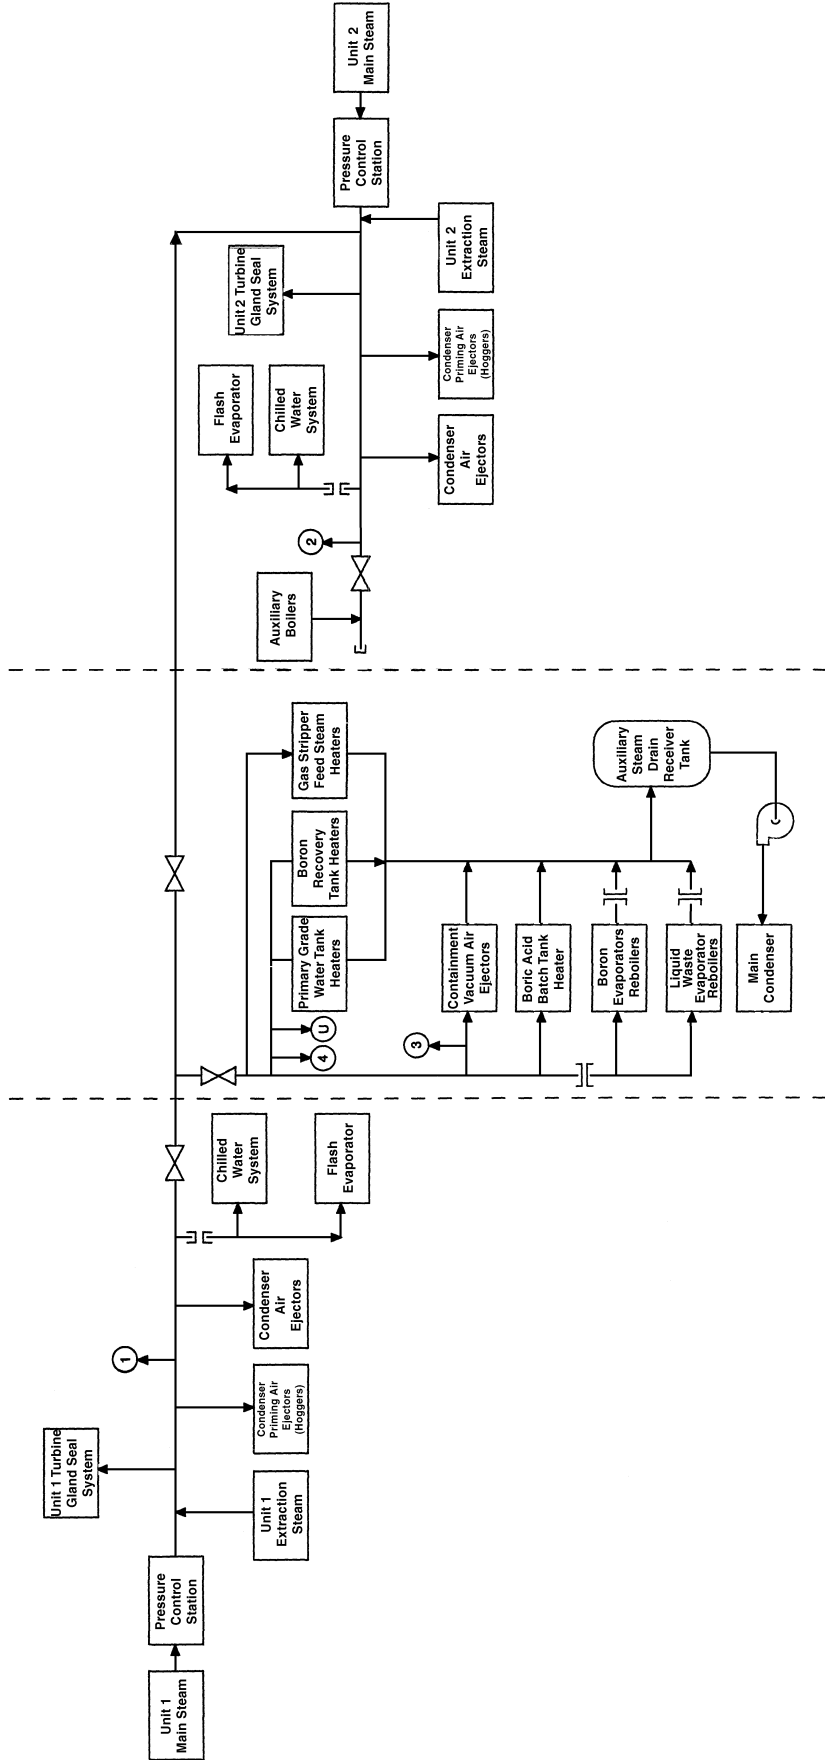 Unit 1
Main Steam
Pressure
Control
Station
Unit 1 Turbine
Gland Seal
System
Unit 1
Extraction
Steam
Condenser
Priming Air
Ejectors
(Hoggers)
1
Condenser
Air
Ejectors
Chilled
Water
System
Flash
Evaporator
4
U
3
Primary Grade
Water Tank
Heaters
Boron
Recovery
Tank Heaters
Gas Stripper
Feed Steam
Heaters
Containment
Vacuum Air
Ejectors
Boric Acid
Batch Tank
Heater
Boron
Evaporators
Reboilers
Liquid
Waste
Evaporator
Reboilers
Main
Condenser
Auxiliary
Steam
Drain
Receiver
Tank
C
Auxiliary
Boilers
2
Flash
Evaporator
Chilled
Water
System
Condenser
Air
Ejectors
Unit 2 Turbine
Gland Seal
System
Condenser
Priming Air
Ejectors
(Hoggers)
Unit 2
Extraction
Steam
Pressure
Control
Station
Unit 2
Main Steam